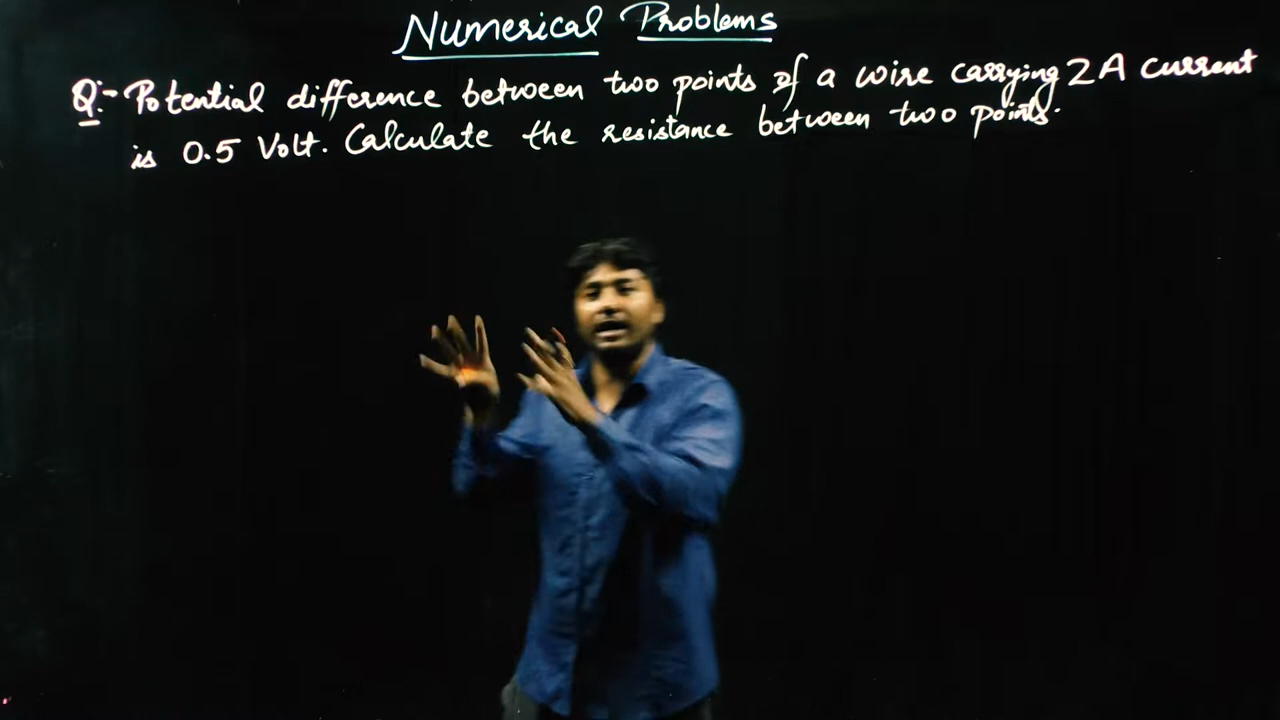 Numerical Problems
Q:- Potential difference between two points of a wire carrying 2A current
is 0.5 Volt. Calculate the resistance between two points.